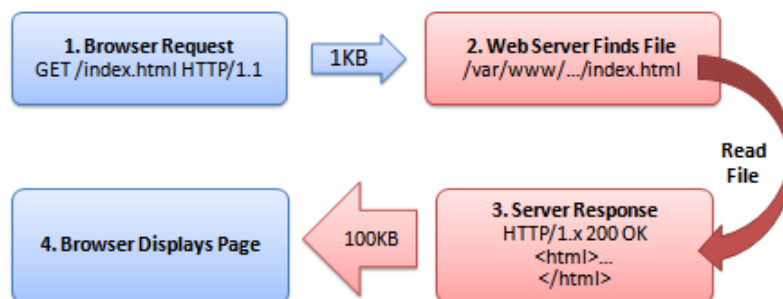 1. Browser Request
GET /index.html HTTP/1.1
1KB
2. Web Server Finds File
/var/www/.../index.html
Read
File
3. Server Response
HTTP/1.x 200 OK
<html>...
</html>
100KB
4. Browser Displays Page